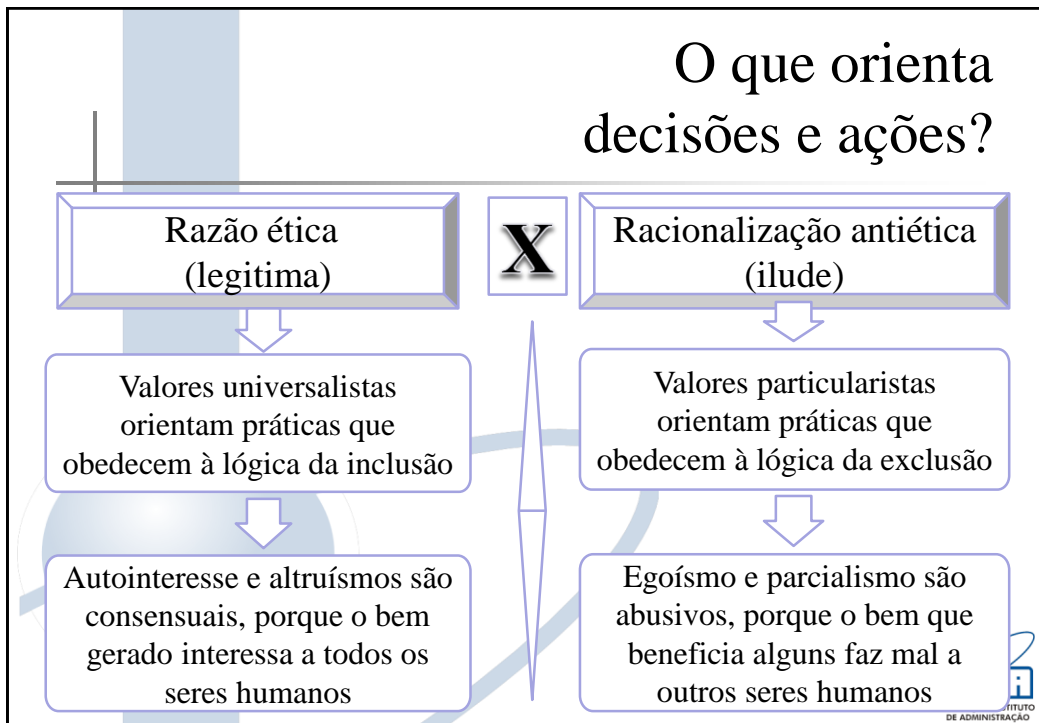 O que orienta
decisões e ações?
Razão ética
(legitima)
X
Racionalização antiética
(ilude)
Valores universalistas
orientam práticas que
obedecem à lógica da inclusão
Valores particularistas
orientam práticas que
obedecem à lógica da exclusão
Autointeresse e altruísmos são
consensuais, porque o bem
gerado interessa a todos os
seres humanos
Egoísmo e parcialismo são
abusivos, porque o bem que
beneficia alguns faz mal a
outros seres humanos
DE ADMINISTRAÇÃO